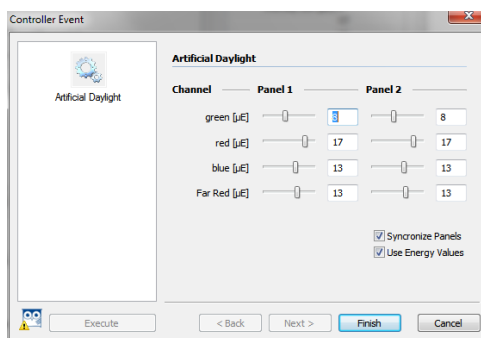 Controller Event
Artificial Daylight
Artificial Daylight
Channel Panel 1 Panel 2
green [µE] 8 8
red [µE] 17 17
blue [µE] 13 13
Far Red [µE] 13 13
Syncronize Panels
Use Energy Values
Execute < Back Next > Finish Cancel